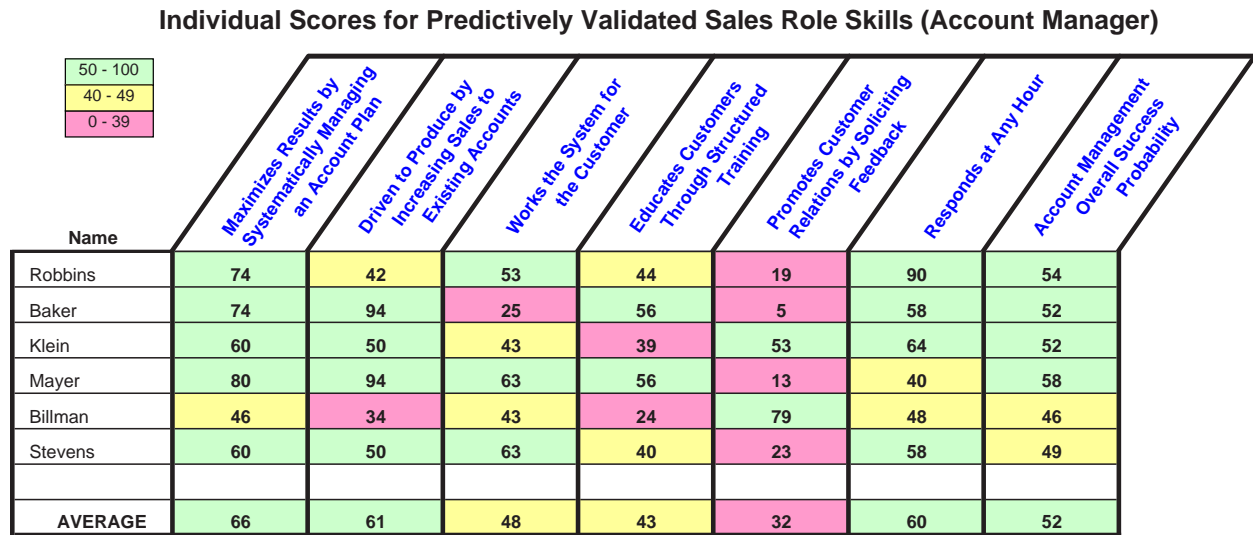 Individual Scores for Predictively Validated Sales Role Skills (Account Manager)
50 - 100
40 - 49
0 - 39
Maximizes Results by
Systematically Managing
an Account Plan
Driven to Produce by
Increasing Sales to
Existing Accounts
Works the System for
the Customer
Educates Customers
Through Structured
Training
Promotes Customer
Relations by Soliciting
Feedback
Responds at Any Hour
Account Management
Overall Success
Probability
Name
Robbins 74 42 53 44 19 90 54
Baker 74 94 25 56 5 58 52
Klein 60 50 43 39 53 64 52
Mayer 80 94 63 56 13 40 58
Billman 46 34 43 24 79 48 46
Stevens 60 50 63 40 23 58 49
AVERAGE 66 61 48 43 32 60 52